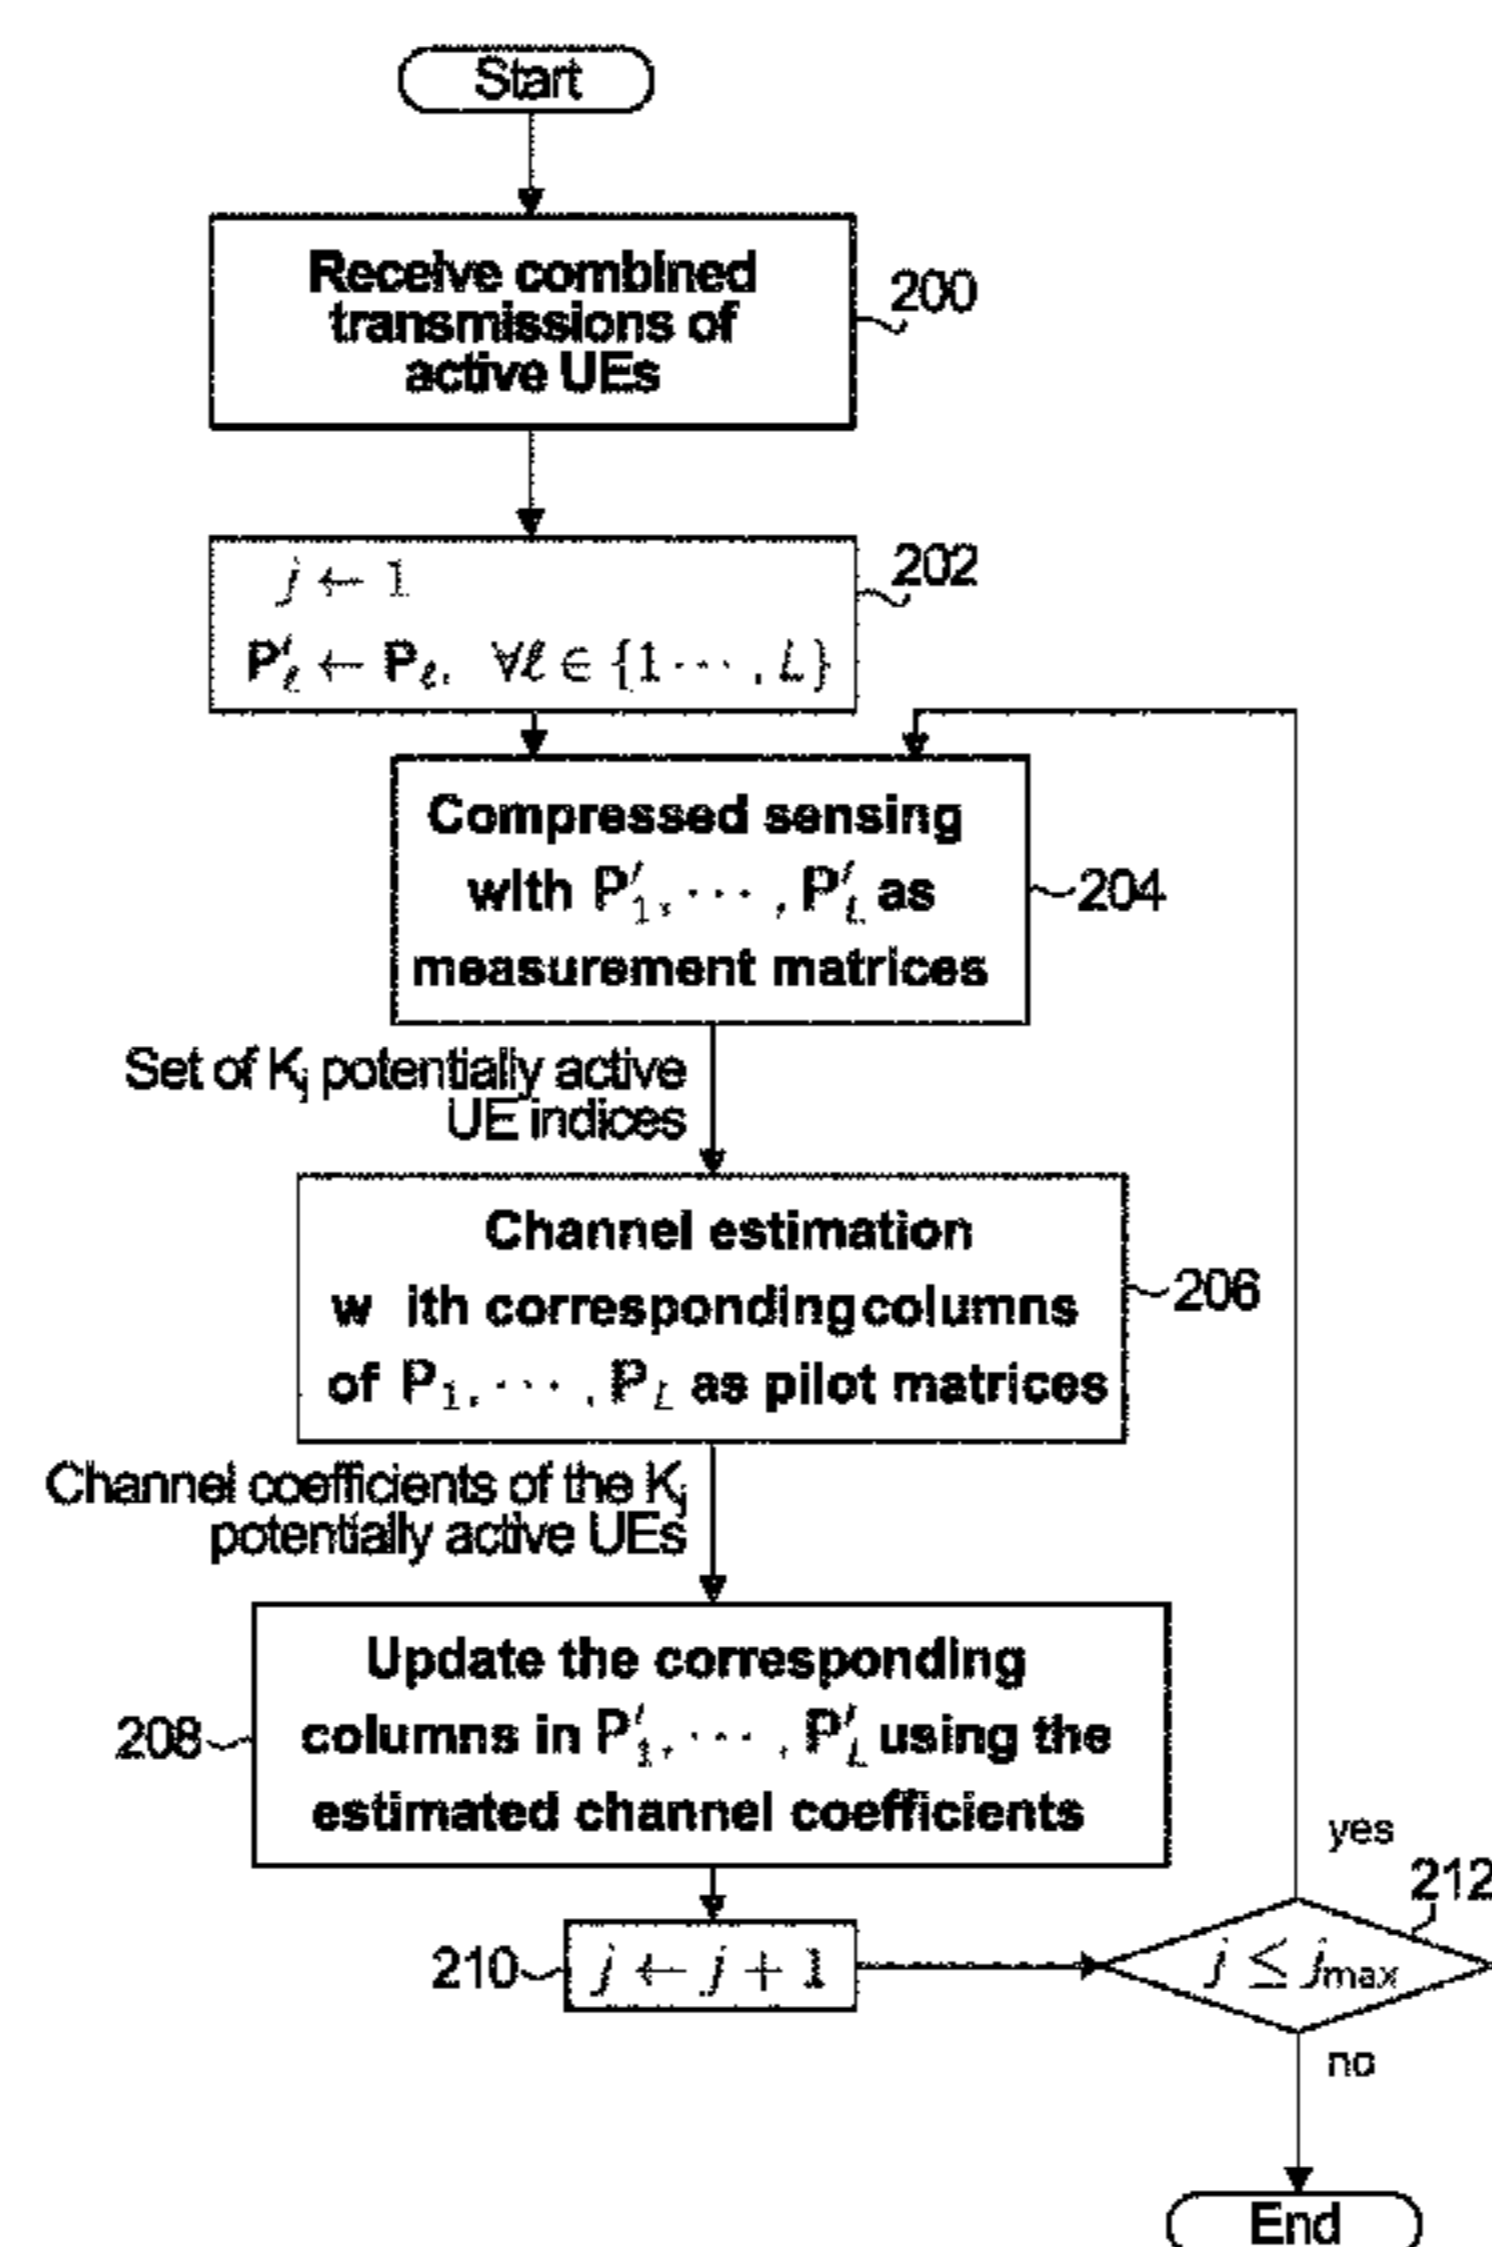 Start
Receive combined
transmissions of
active UEs
200
j ← 1
202
P′ℓ ← Pℓ, ∀ℓ ∈ {1 ··· , L}
Compressed sensing
with P′1, ··· , P′L as
204
measurement matrices
Set of Kj potentially active
UE indices
Channel estimation
w ith corresponding columns
206
of P1, ··· , PL as pilot matrices
Channel coefficients of the Kj
potentially active UEs
Update the corresponding
208
columns in P′1, ··· , P′L using the
estimated channel coefficients
yes
212
210
j ← j + 1
j ≤ jmax
no
End